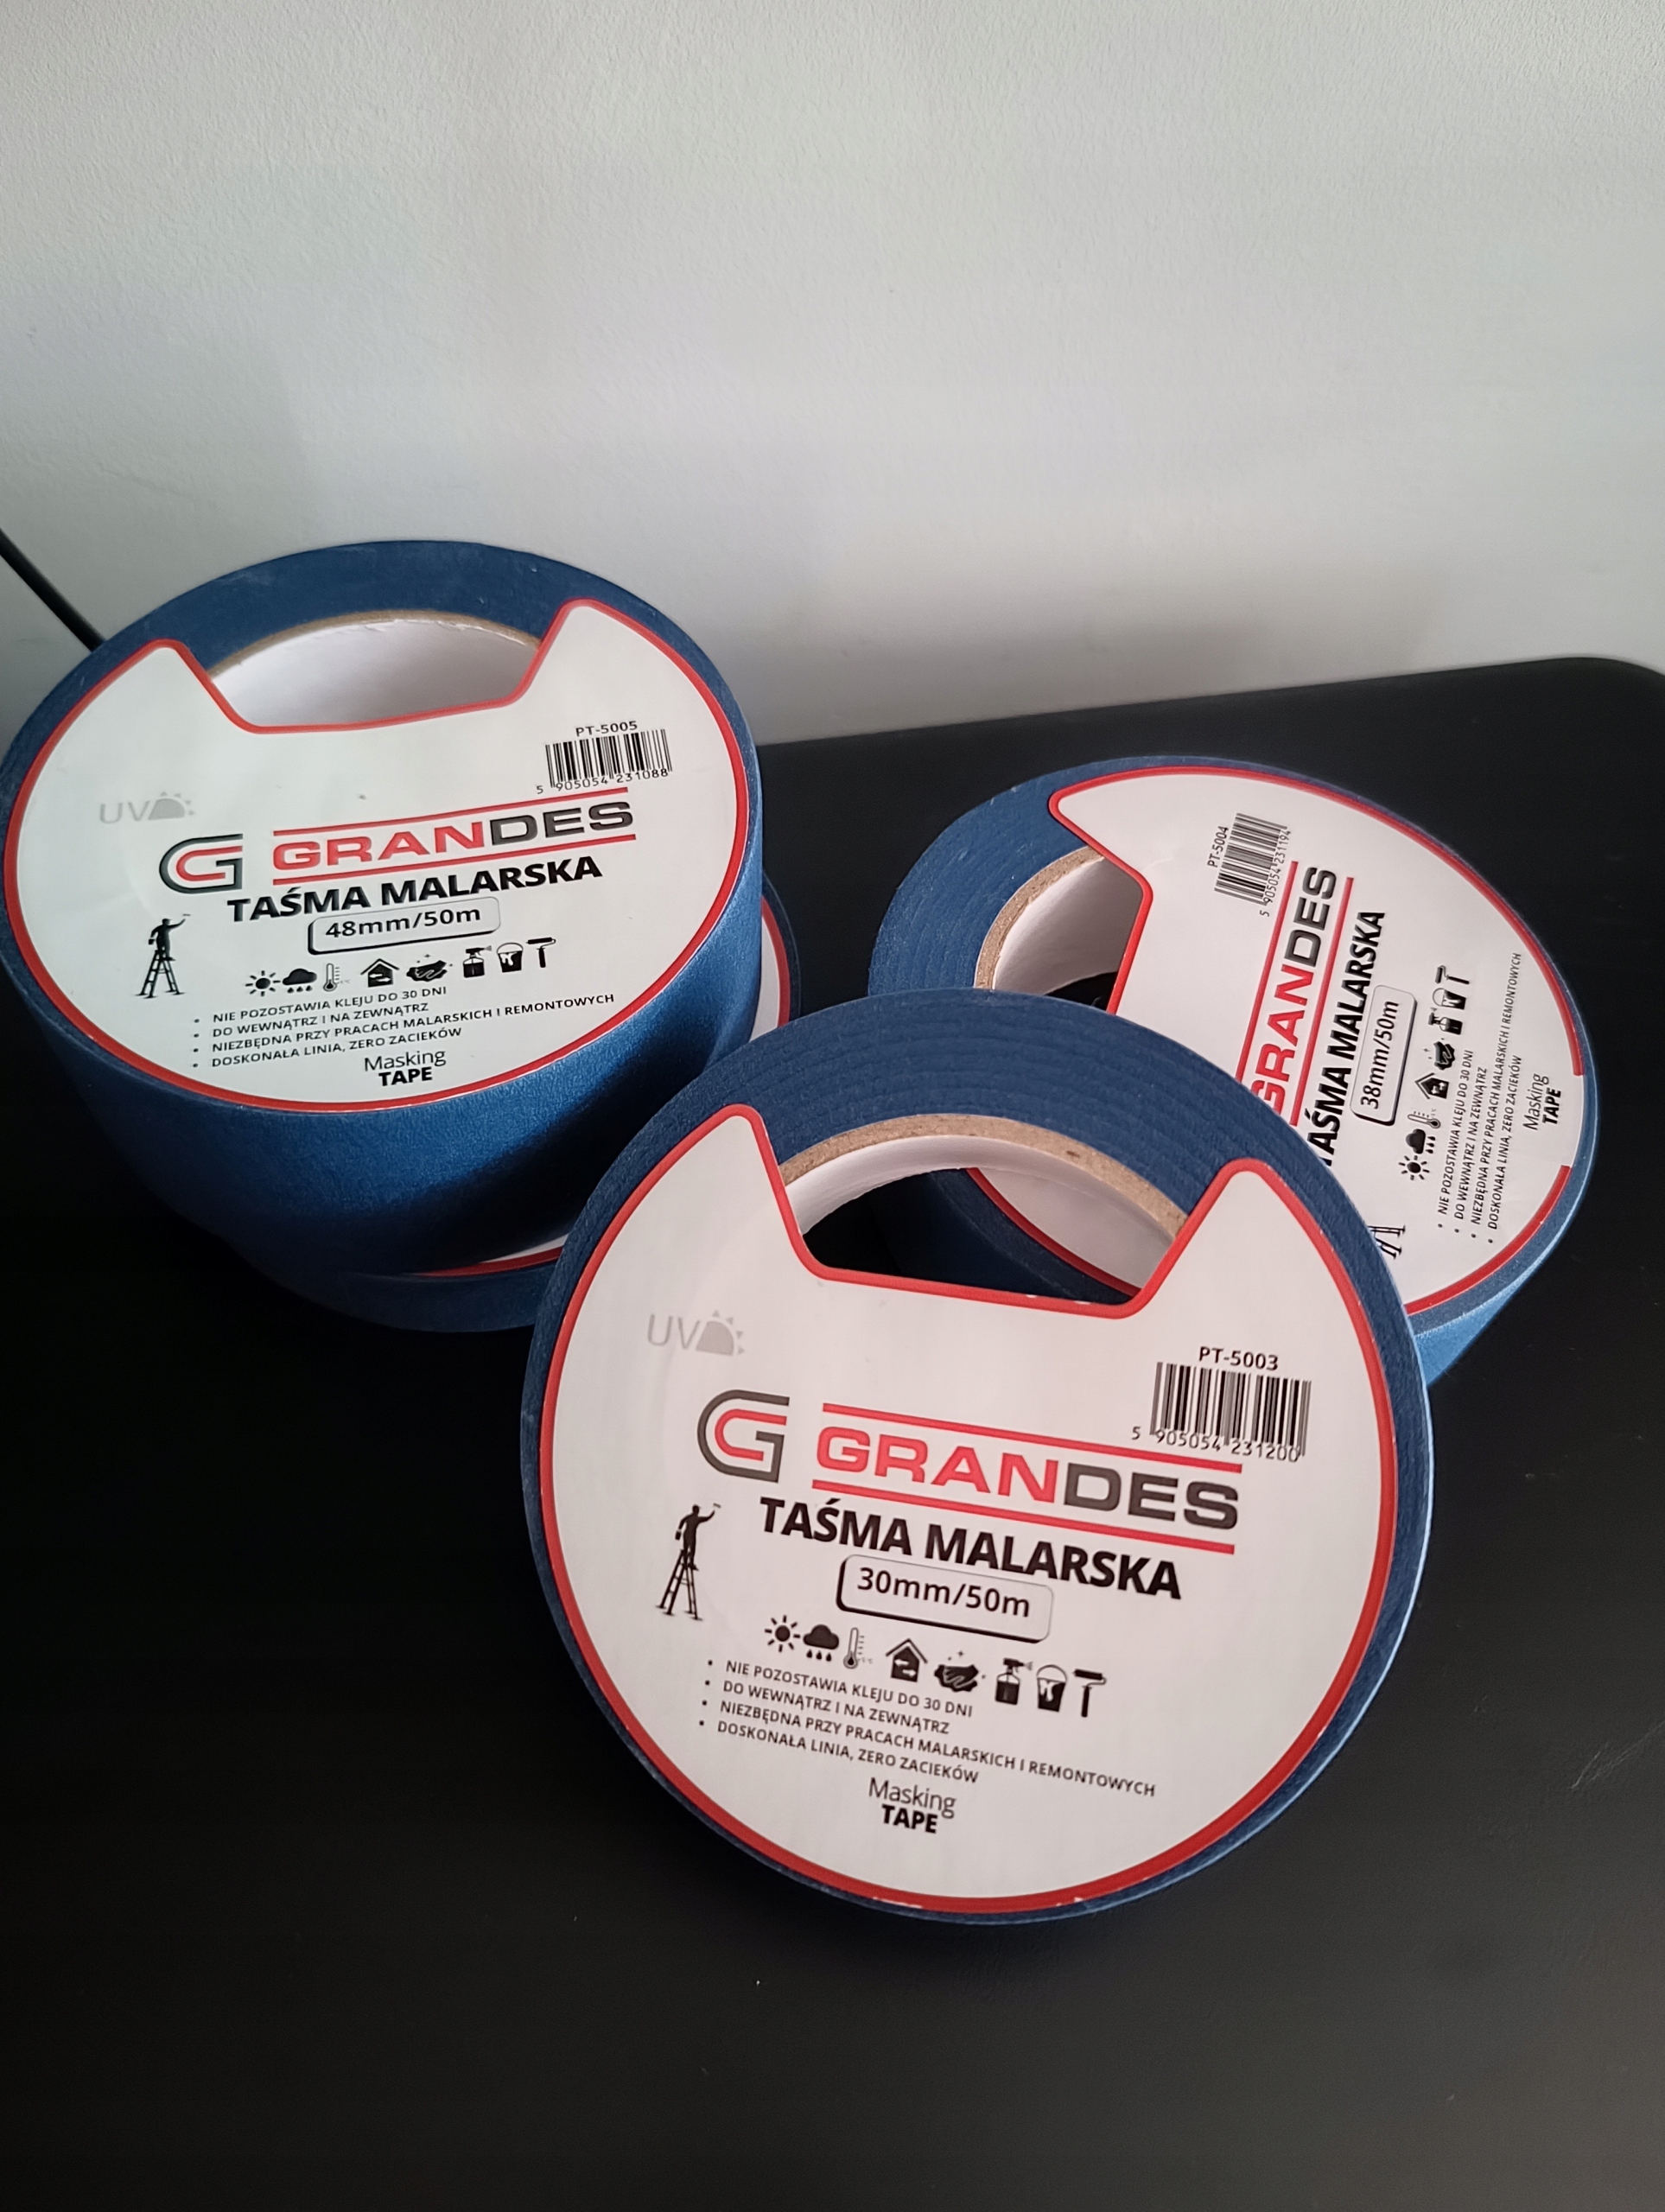 PT-5005
5 905054 231088
UV
G GRANDES
TAŚMA MALARSKA
48mm/50m
• NIE POZOSTAWIA KLEJU DO 30 DNI
• DO WEWNĄTRZ I NA ZEWNĄTRZ
• NIEZBĘDNA PRZY PRACACH MALARSKICH I REMONTOWYCH
• DOSKONAŁA LINIA, ZERO ZACIEKÓW
Masking
TAPE
PT-5004
5 905054 231194
GRANDES
TAŚMA MALARSKA
38mm/50m
• NIE POZOSTAWIA KLEJU DO 30 DNI
• DO WEWNĄTRZ I NA ZEWNĄTRZ
• NIEZBĘDNA PRZY PRACACH MALARSKICH I REMONTOWYCH
• DOSKONAŁA LINIA, ZERO ZACIEKÓW
Masking
TAPE
UV
PT-5003
5 905054 231200
G GRANDES
TAŚMA MALARSKA
30mm/50m
• NIE POZOSTAWIA KLEJU DO 30 DNI
• DO WEWNĄTRZ I NA ZEWNĄTRZ
• NIEZBĘDNA PRZY PRACACH MALARSKICH I REMONTOWYCH
• DOSKONAŁA LINIA, ZERO ZACIEKÓW
Masking
TAPE